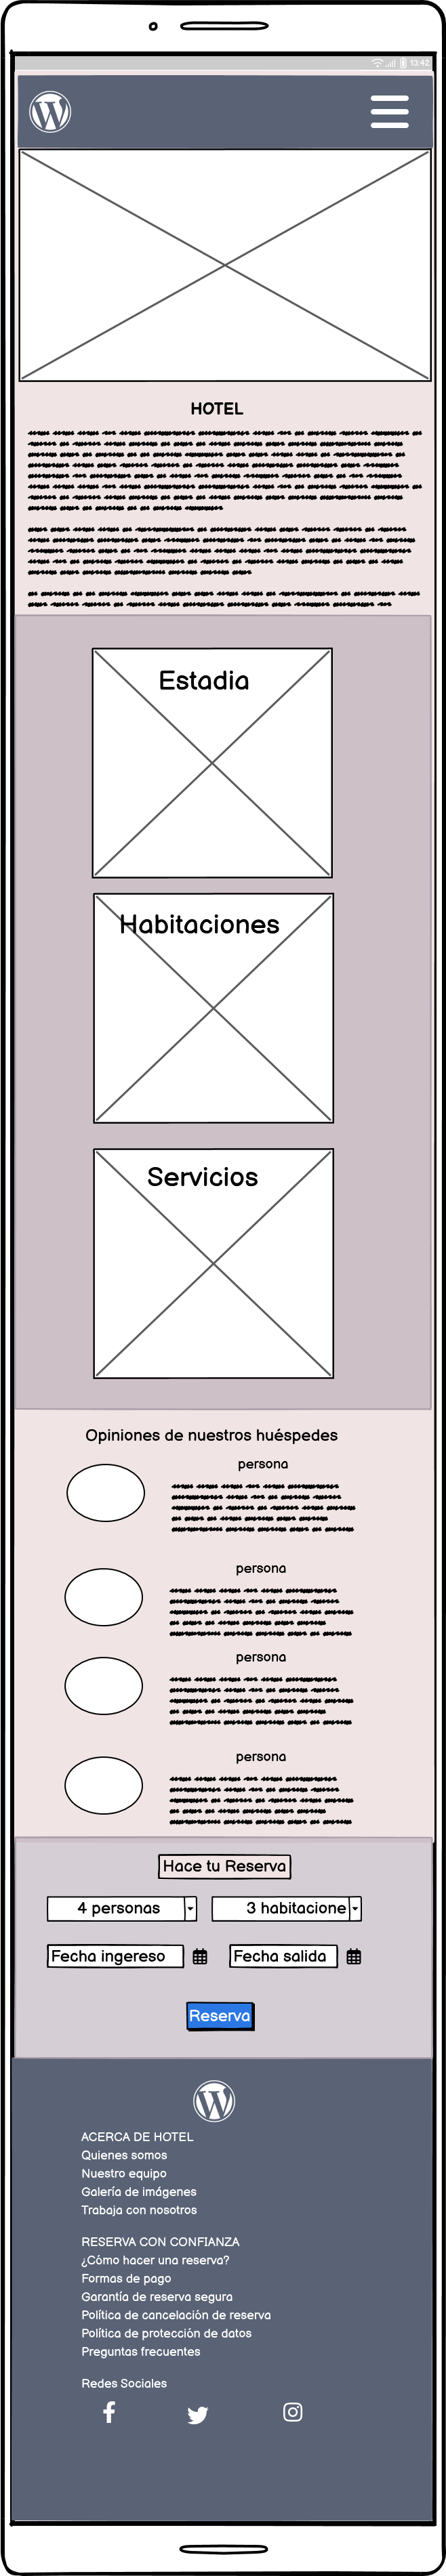 13:42
HOTEL
Estadia
Habitaciones
Servicios
Opiniones de nuestros huéspedes
persona
persona
persona
persona
Hace tu Reserva
4 personas
3 habitacione
Fecha ingreso
Fecha salida
Reserva
ACERCA DE HOTEL
Quienes somos
Nuestro equipo
Galería de imágenes
Trabaja con nosotros
RESERVA CON CONFIANZA
¿Cómo hacer una reserva?
Formas de pago
Garantía de reserva segura
Política de cancelación de reserva
Política de protección de datos
Preguntas frecuentes
Redes Sociales